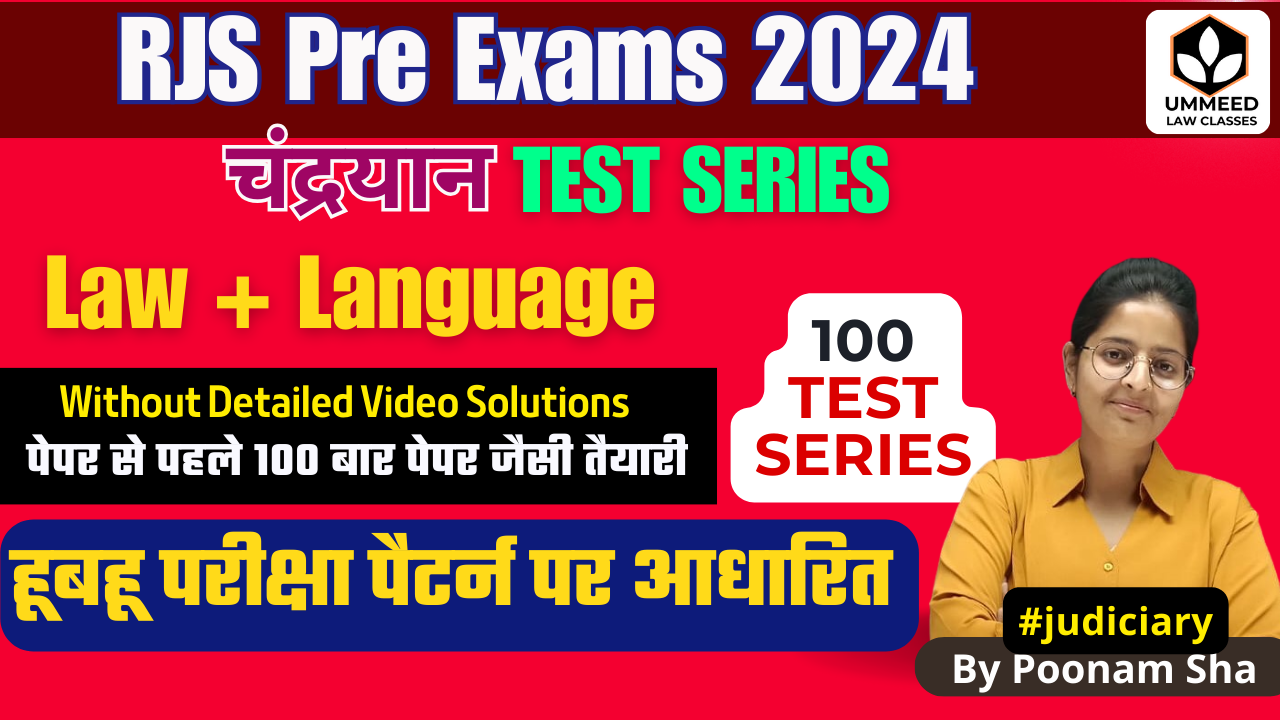 RJS Pre Exams 2024
UMMEED
LAW CLASSES
चंद्रयान TEST SERIES
Law + Language
Without Detailed Video Solutions
पेपर से पहले 100 बार पेपर जैसी तैयारी
100
TEST
SERIES
हूबहू परीक्षा पैटर्न पर आधारित
#judiciary
By Poonam Sha